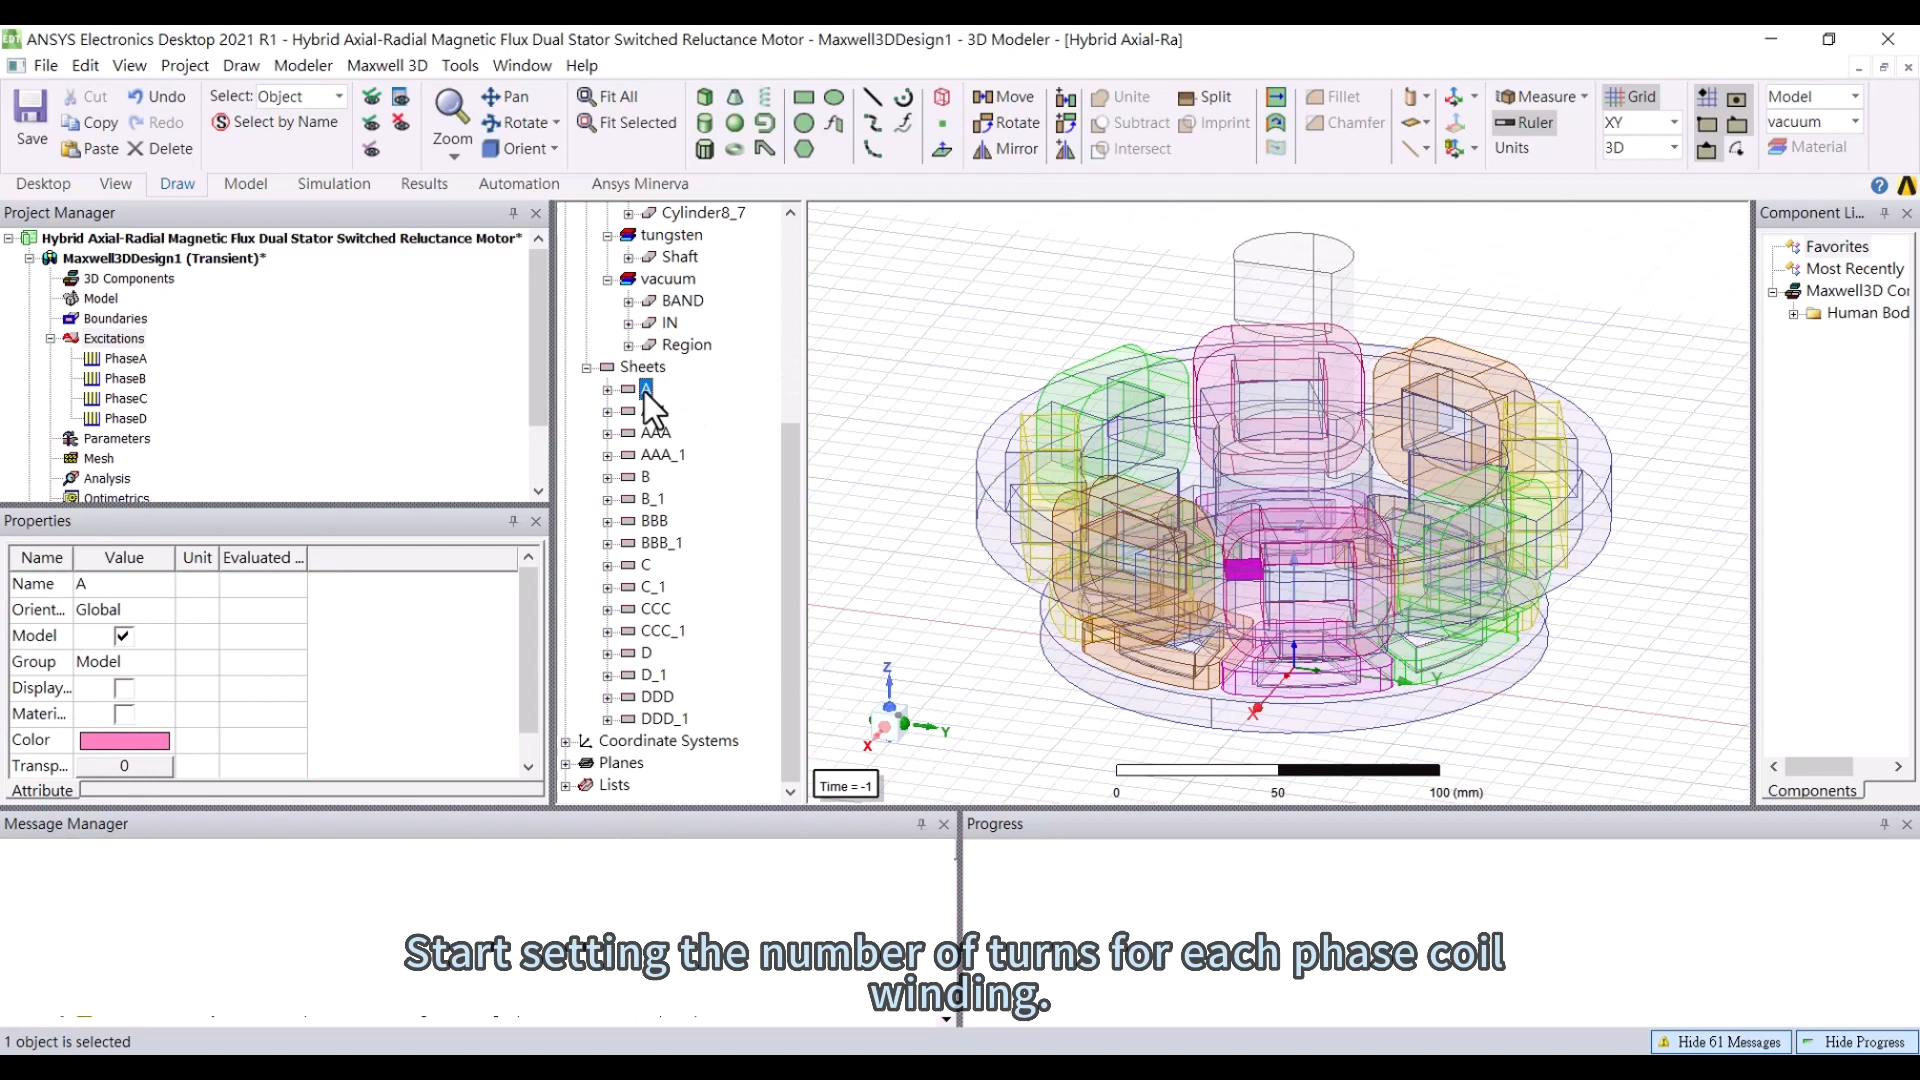 ANSYS Electronics Desktop 2021 R1 - Hybrid Axial-Radial Magnetic Flux Dual Stator Switched Reluctance Motor - Maxwell3DDesign1 - 3D Modeler - [Hybrid Axial-Ra]
File Edit View Project Draw Modeler Maxwell 3D Tools Window Help
Save
Cut
Copy
Paste
Undo
Redo
Delete
Select: Object
Select by Name
Zoom
Pan
Rotate
Orient
Fit All
Fit Selected
Move
Rotate
Mirror
Unite
Subtract
Intersect
Split
Imprint
Fillet
Chamfer
Measure
Ruler
Units
Grid
XY
3D
Model
vacuum
Material
Desktop View Draw Model Simulation Results Automation Ansys Minerva
Project Manager
Hybrid Axial-Radial Magnetic Flux Dual Stator Switched Reluctance Motor*
Maxwell3DDesign1 (Transient)*
3D Components
Model
Boundaries
Excitations
PhaseA
PhaseB
PhaseC
PhaseD
Parameters
Mesh
Analysis
Optimetrics
Properties
Name Value Unit Evaluated ...
Name A
Orient... Global
Model
Group Model
Display...
Materi...
Color
Transp... 0
Attribute
Cylinder8_7
tungsten
Shaft
vacuum
BAND
IN
Region
Sheets
A
AAA
AAA_1
B
B_1
BBB
BBB_1
C
C_1
CCC
CCC_1
D
D_1
DDD
DDD_1
Coordinate Systems
Planes
Lists
Z
Y
X
Z
Y
X
Time = -1
0 50 100 (mm)
Component Li...
Favorites
Most Recently
Maxwell3D Cor
Human Bod
Components
Message Manager
Progress
Start setting the number of turns for each phase coil
winding.
1 object is selected
Hide 61 Messages
Hide Progress